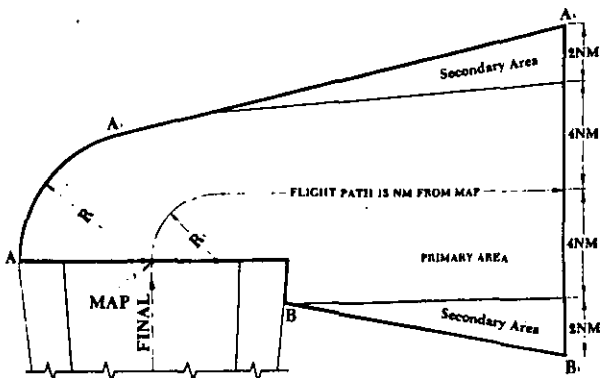 A.
2NM
Secondary Area
A.
4NM
FLIGHT PATH 15 NM FROM MAP
R.
R.
A
4NM
PRIMARY AREA
MAP
FINAL
B
Secondary Area
2NM
B.